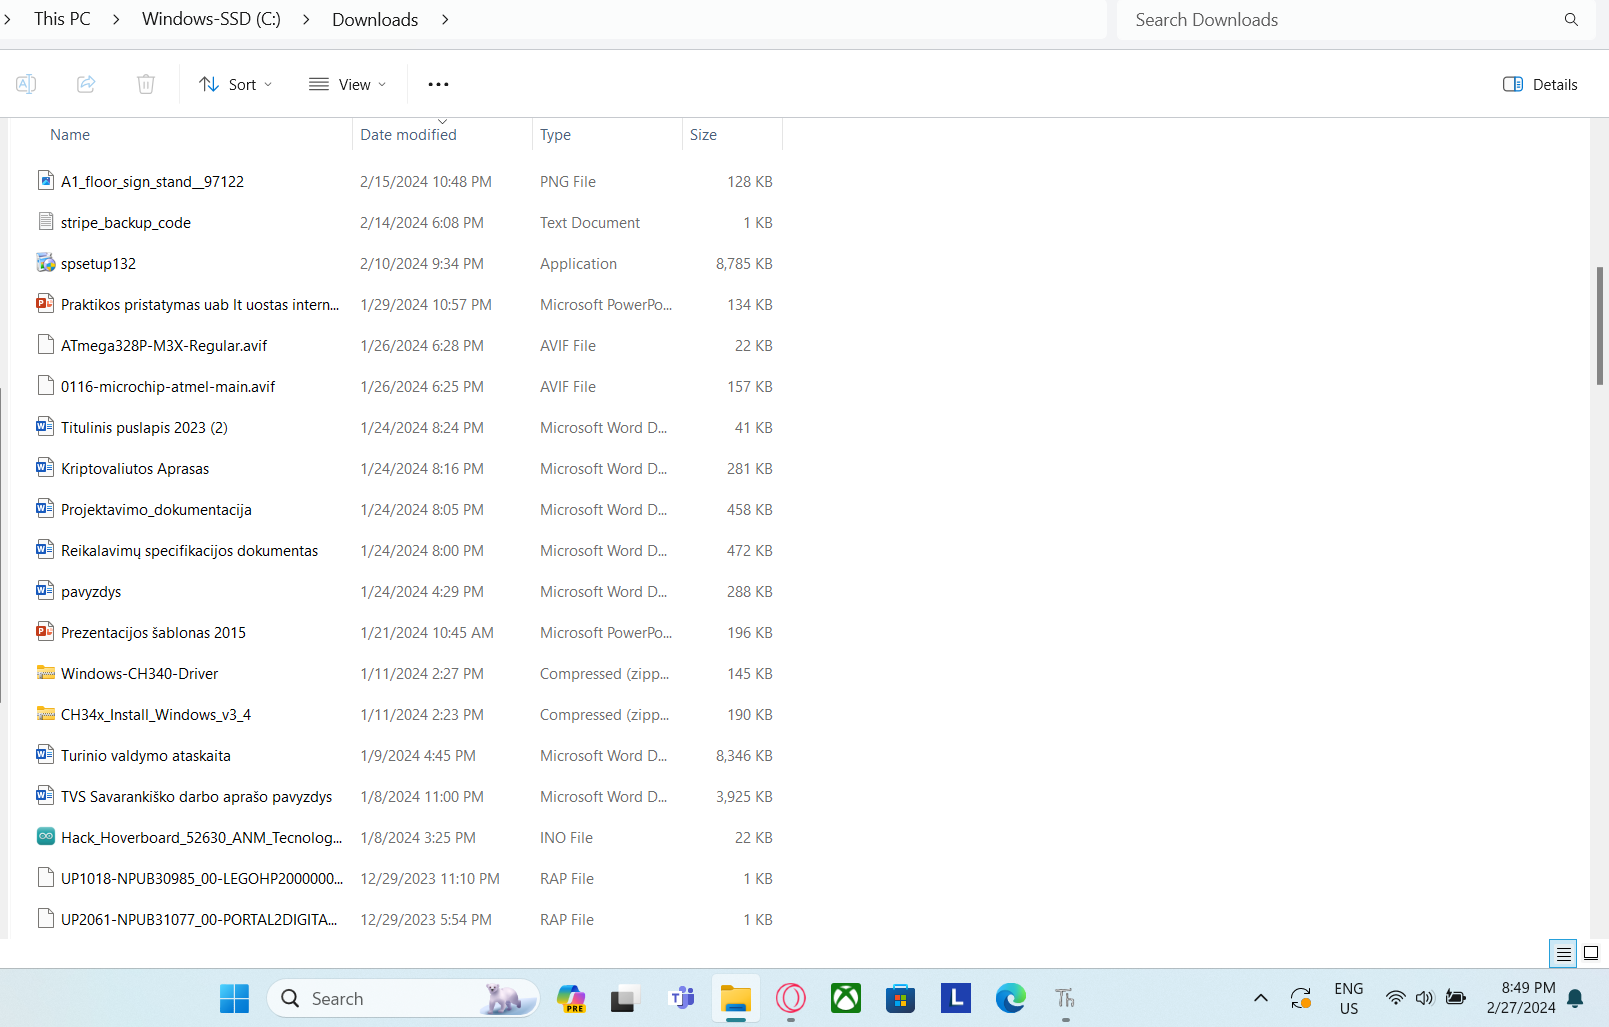 This PC > Windows-SSD (C:) > Downloads >
Search Downloads
Sort
View
Details
Name Date modified Type Size
A1_floor_sign_stand__97122 2/15/2024 10:48 PM PNG File 128 KB
stripe_backup_code 2/14/2024 6:08 PM Text Document 1 KB
spsetup132 2/10/2024 9:34 PM Application 8,785 KB
Praktikos pristatymas uab It uostas intern... 1/29/2024 10:57 PM Microsoft PowerPo... 134 KB
ATmega328P-M3X-Regular.avif 1/26/2024 6:28 PM AVIF File 22 KB
0116-microchip-atmel-main.avif 1/26/2024 6:25 PM AVIF File 157 KB
Titulinis puslapis 2023 (2) 1/24/2024 8:24 PM Microsoft Word D... 41 KB
Kriptovaliutos Aprasas 1/24/2024 8:16 PM Microsoft Word D... 281 KB
Projektavimo_dokumentacija 1/24/2024 8:05 PM Microsoft Word D... 458 KB
Reikalavimų specifikacijos dokumentas 1/24/2024 8:00 PM Microsoft Word D... 472 KB
pavyzdys 1/24/2024 4:29 PM Microsoft Word D... 288 KB
Prezentacijos šablonas 2015 1/21/2024 10:45 AM Microsoft PowerPo... 196 KB
Windows-CH340-Driver 1/11/2024 2:27 PM Compressed (zipp... 145 KB
CH34x_Install_Windows_v3_4 1/11/2024 2:23 PM Compressed (zipp... 190 KB
Turinio valdymo ataskaita 1/9/2024 4:45 PM Microsoft Word D... 8,346 KB
TVS Savarankiško darbo aprašo pavyzdys 1/8/2024 11:00 PM Microsoft Word D... 3,925 KB
Hack_Hoverboard_52630_ANM_Tecnolog... 1/8/2024 3:25 PM INO File 22 KB
UP1018-NPUB30985_00-LEGOHP2000000... 12/29/2023 11:10 PM RAP File 1 KB
UP2061-NPUB31077_00-PORTAL2DIGITA... 12/29/2023 5:54 PM RAP File 1 KB
Search
PRE
L
Th
ENG
US
8:49 PM
2/27/2024